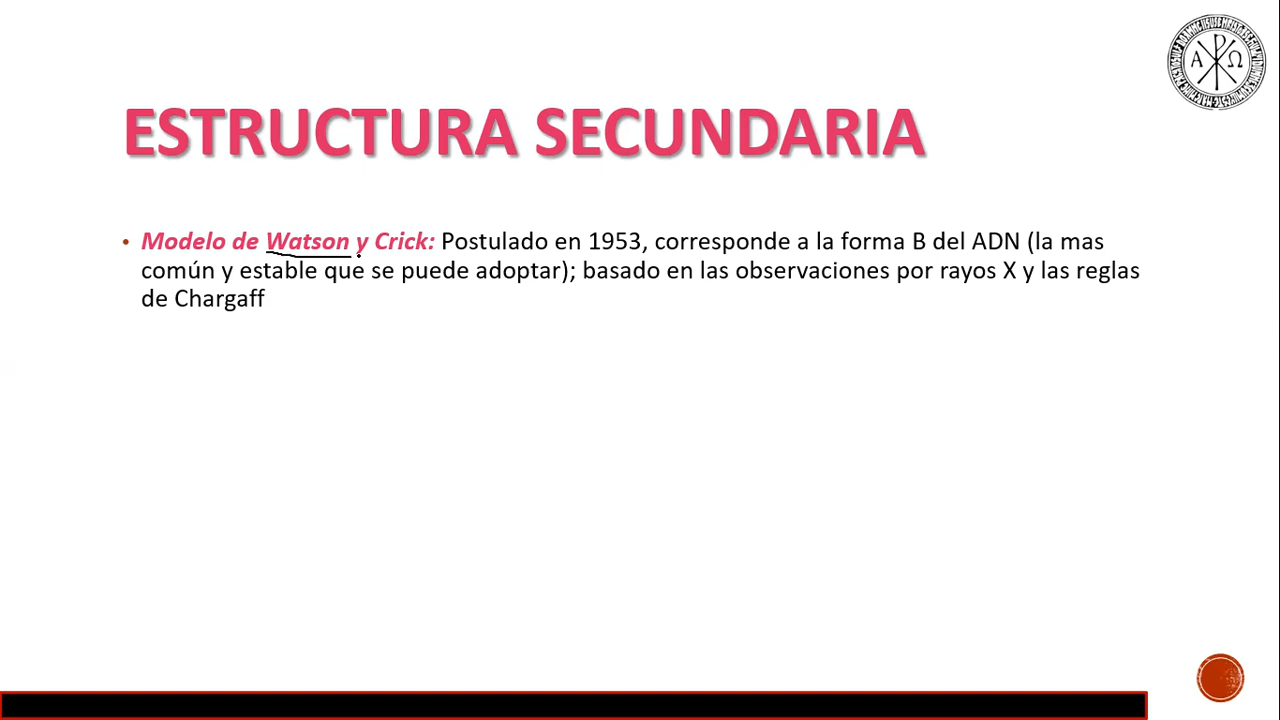 ΑΡΩ
ESTRUCTURA SECUNDARIA
• Modelo de Watson y Crick: Postulado en 1953, corresponde a la forma B del ADN (la mas
común y estable que se puede adoptar); basado en las observaciones por rayos X y las reglas
de Chargaff